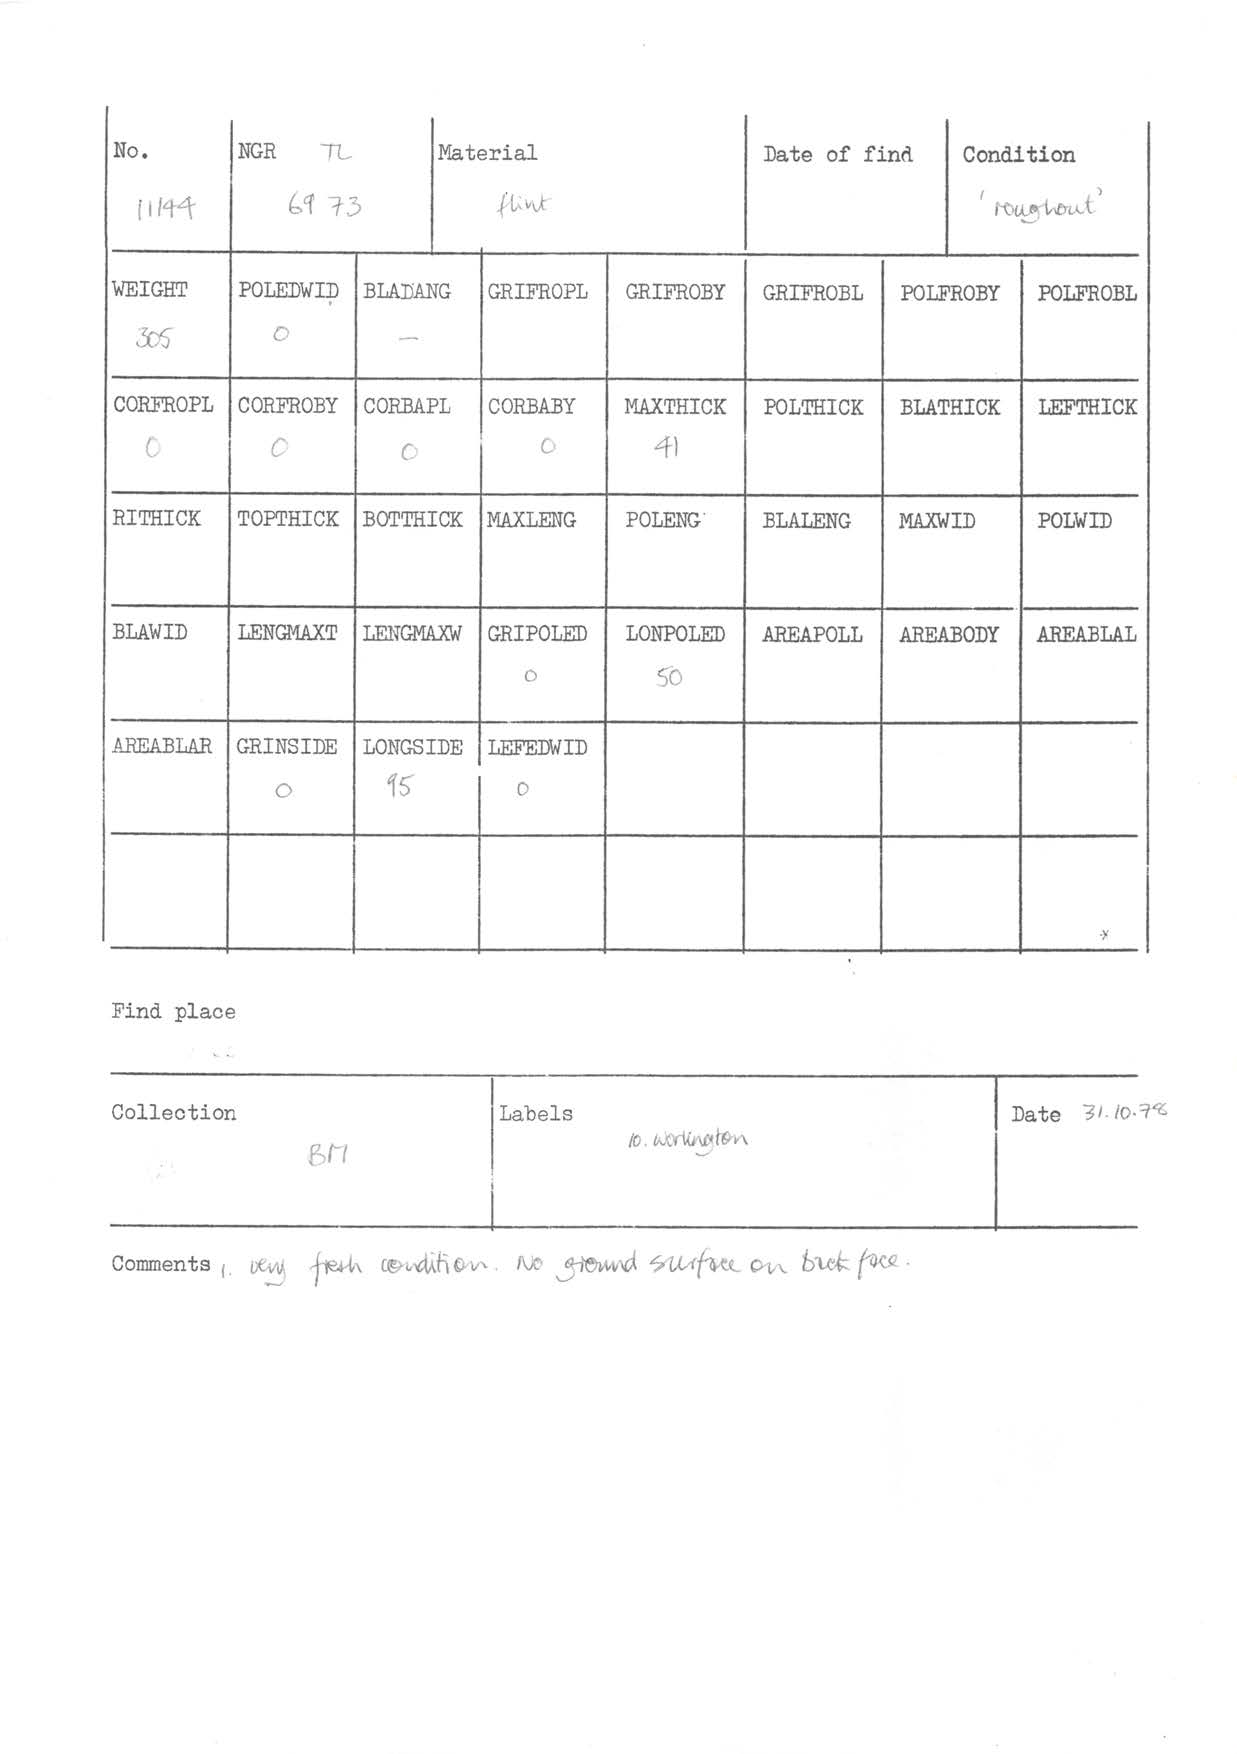 No. NGR TL Material Date of find Condition
11/44 69 73 flint 'roughout'
WEIGHT POLEDWID BLADANG GRIFROPL GRIFROBY GRIFROBL POLFROBY POLFROBL
305 0 —
CORFROPL CORFROBY CORBAPL CORBABY MAXTHICK POLTHICK BLATHICK LEFTHICK
0 0 0 0 41
RITHICK TOPTHICK BOTTHICK MAXLENG POLENG BLALENG MAXWID POLWID
BLAWID LENGMAXT LENGMAXW GRIPOLED LONPOLED AREAPOLL AREABODY AREABLAL
0 50
AREABLAR GRINSIDE LONGSIDE LEFEDWID
0 95 0
Find place
Collection Labels Date 31.10.78
BM 10. Worlington
Comments 1. very fresh condition. No ground surface on back face.